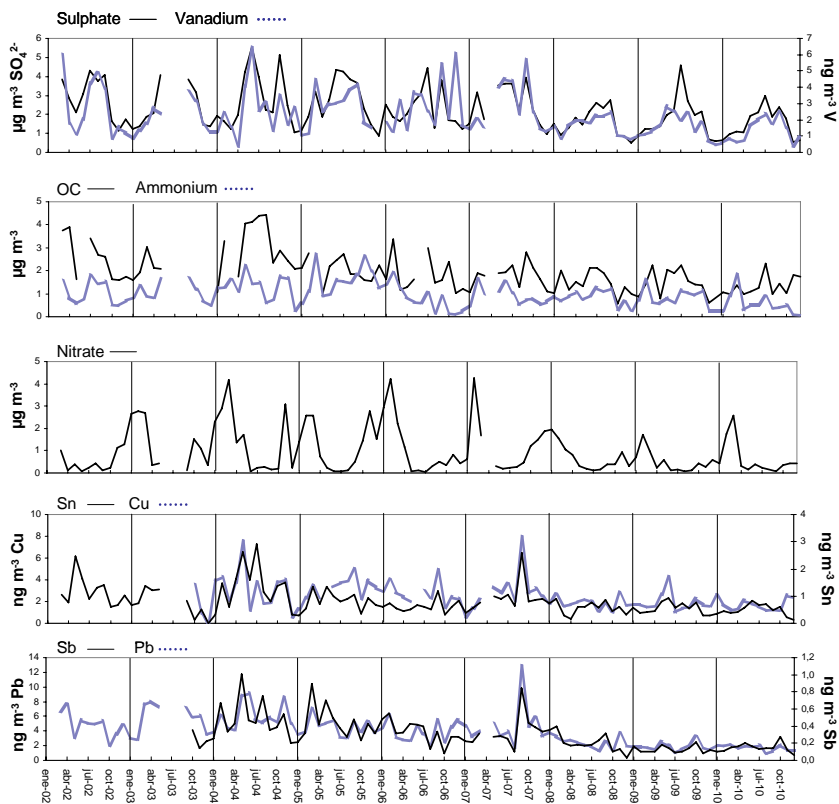 Sulphate Vanadium
6
5
4
3
2
1
0
µg m-3 SO42-
7
6
5
4
3
2
1
0
ng m-3 V
OC Ammonium
5
4
3
2
1
0
µg m-3
Nitrate
5
4
3
2
1
0
µg m-3
Sn Cu
10
8
6
4
2
0
ng m-3 Cu
4
3
2
1
0
ng m-3 Sn
Sb Pb
14
12
10
8
6
4
2
0
ng m-3 Pb
1,2
1,0
0,8
0,6
0,4
0,2
0,0
ng m-3 Sb
ene-02
abr-02
jul-02
oct-02
ene-03
abr-03
jul-03
oct-03
ene-04
abr-04
jul-04
oct-04
ene-05
abr-05
jul-05
oct-05
ene-06
abr-06
jul-06
oct-06
ene-07
abr-07
jul-07
oct-07
ene-08
abr-08
jul-08
oct-08
ene-09
abr-09
jul-09
oct-09
ene-10
abr-10
jul-10
oct-10